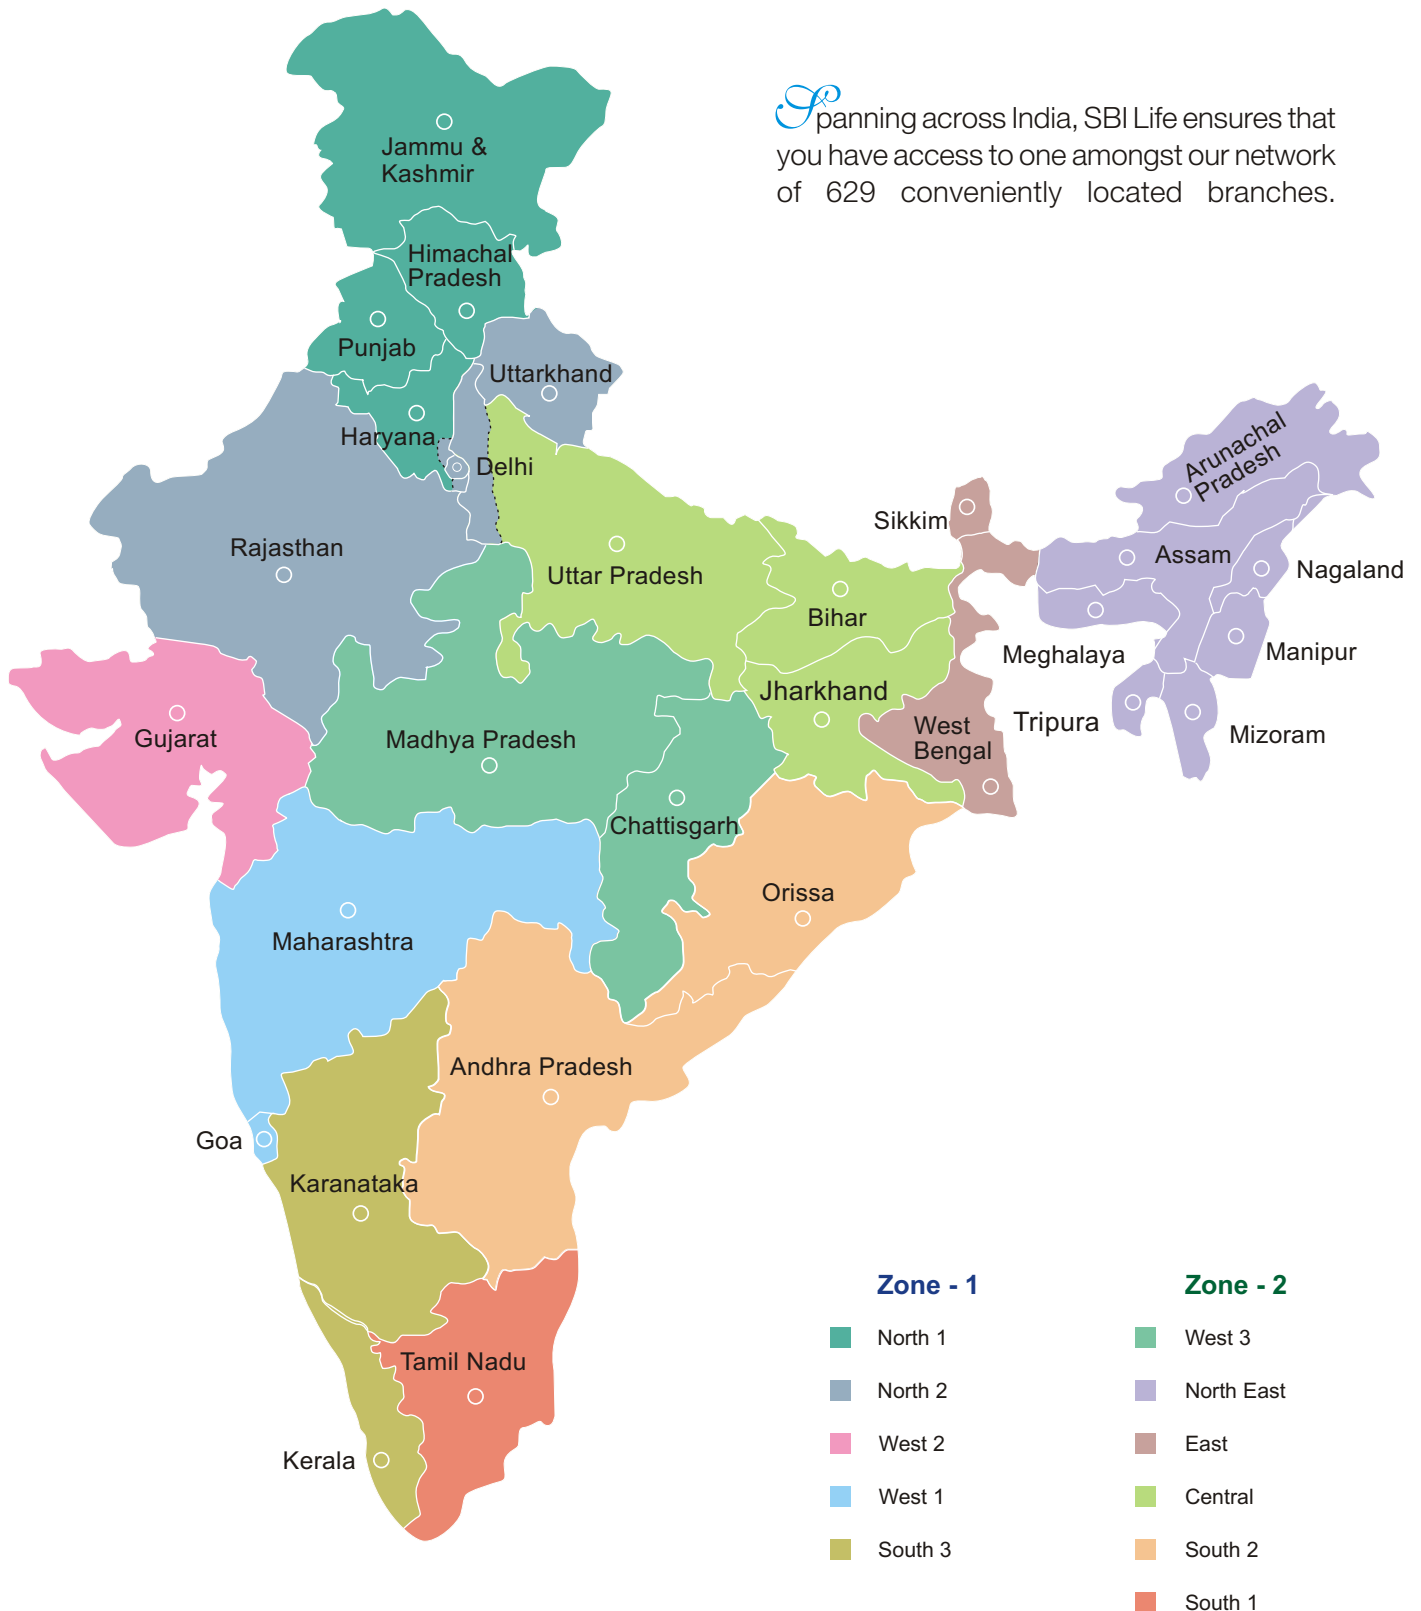 Spanning across India, SBI Life ensures that
you have access to one amongst our network
of 629 conveniently located branches.
Jammu &
Kashmir
Himachal
Pradesh
Punjab
Uttarkhand
Haryana
Delhi
Arunachal
Pradesh
Sikkim
Rajasthan
Assam
Nagaland
Uttar Pradesh
Bihar
Meghalaya
Manipur
Jharkhand
Gujarat
Madhya Pradesh
West
Bengal
Tripura
Mizoram
Chattisgarh
Orissa
Maharashtra
Andhra Pradesh
Goa
Karanataka
Tamil Nadu
Kerala
Zone - 1
North 1
North 2
West 2
West 1
South 3
Zone - 2
West 3
North East
East
Central
South 2
South 1